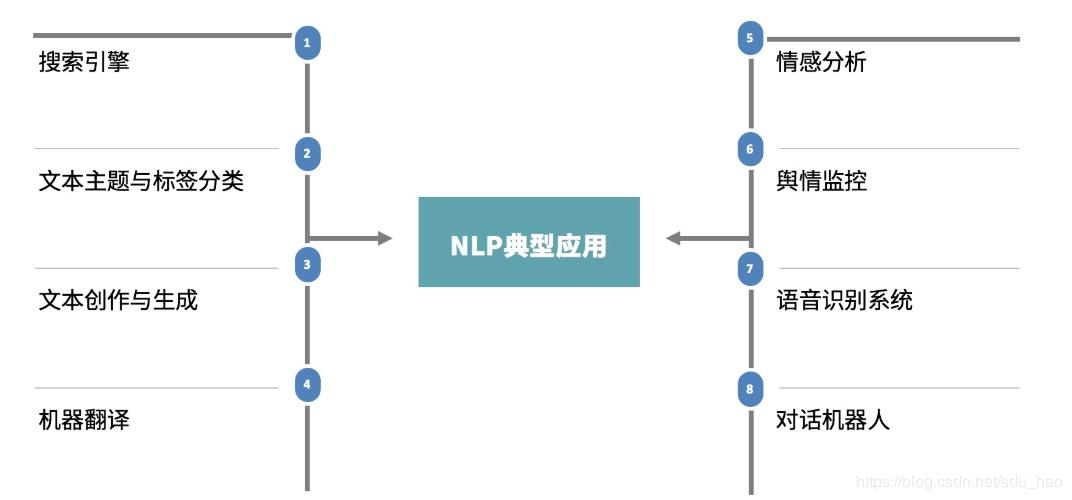 1
搜索引擎
2
文本主题与标签分类
3
文本创作与生成
4
机器翻译
NLP典型应用
5
情感分析
6
舆情监控
7
语音识别系统
8
对话机器人
https://blog.csdn.net/sdu_hao